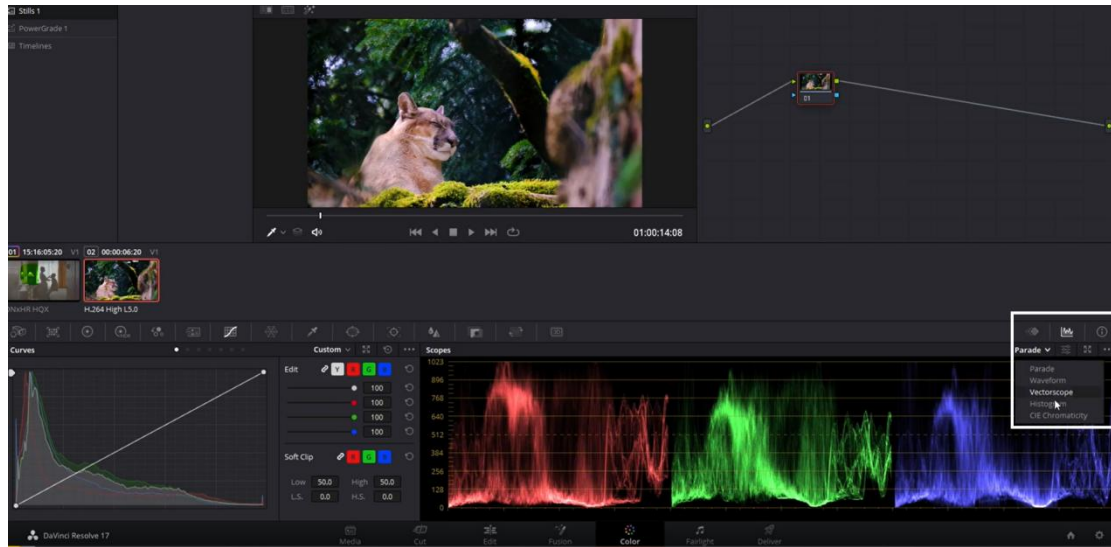 Stills 1
PowerGrade 1
Timelines
01:00:14:08
01 15:16:05:20 V1 02 00:00:06:20 V1
DNxHR HQX H.264 High L5.0
Curves Custom Scopes Parade
Edit Y R G B
100
100
100
100
Soft Clip R G B
Low 50.0 High 50.0
L.S. 0.0 H.S. 0.0
1023
896
768
640
512
384
256
128
0
Parade
Waveform
Vectorscope
Histogram
CIE Chromaticity
01
DaVinci Resolve 17 Media Cut Edit Fusion Color Fairlight Deliver